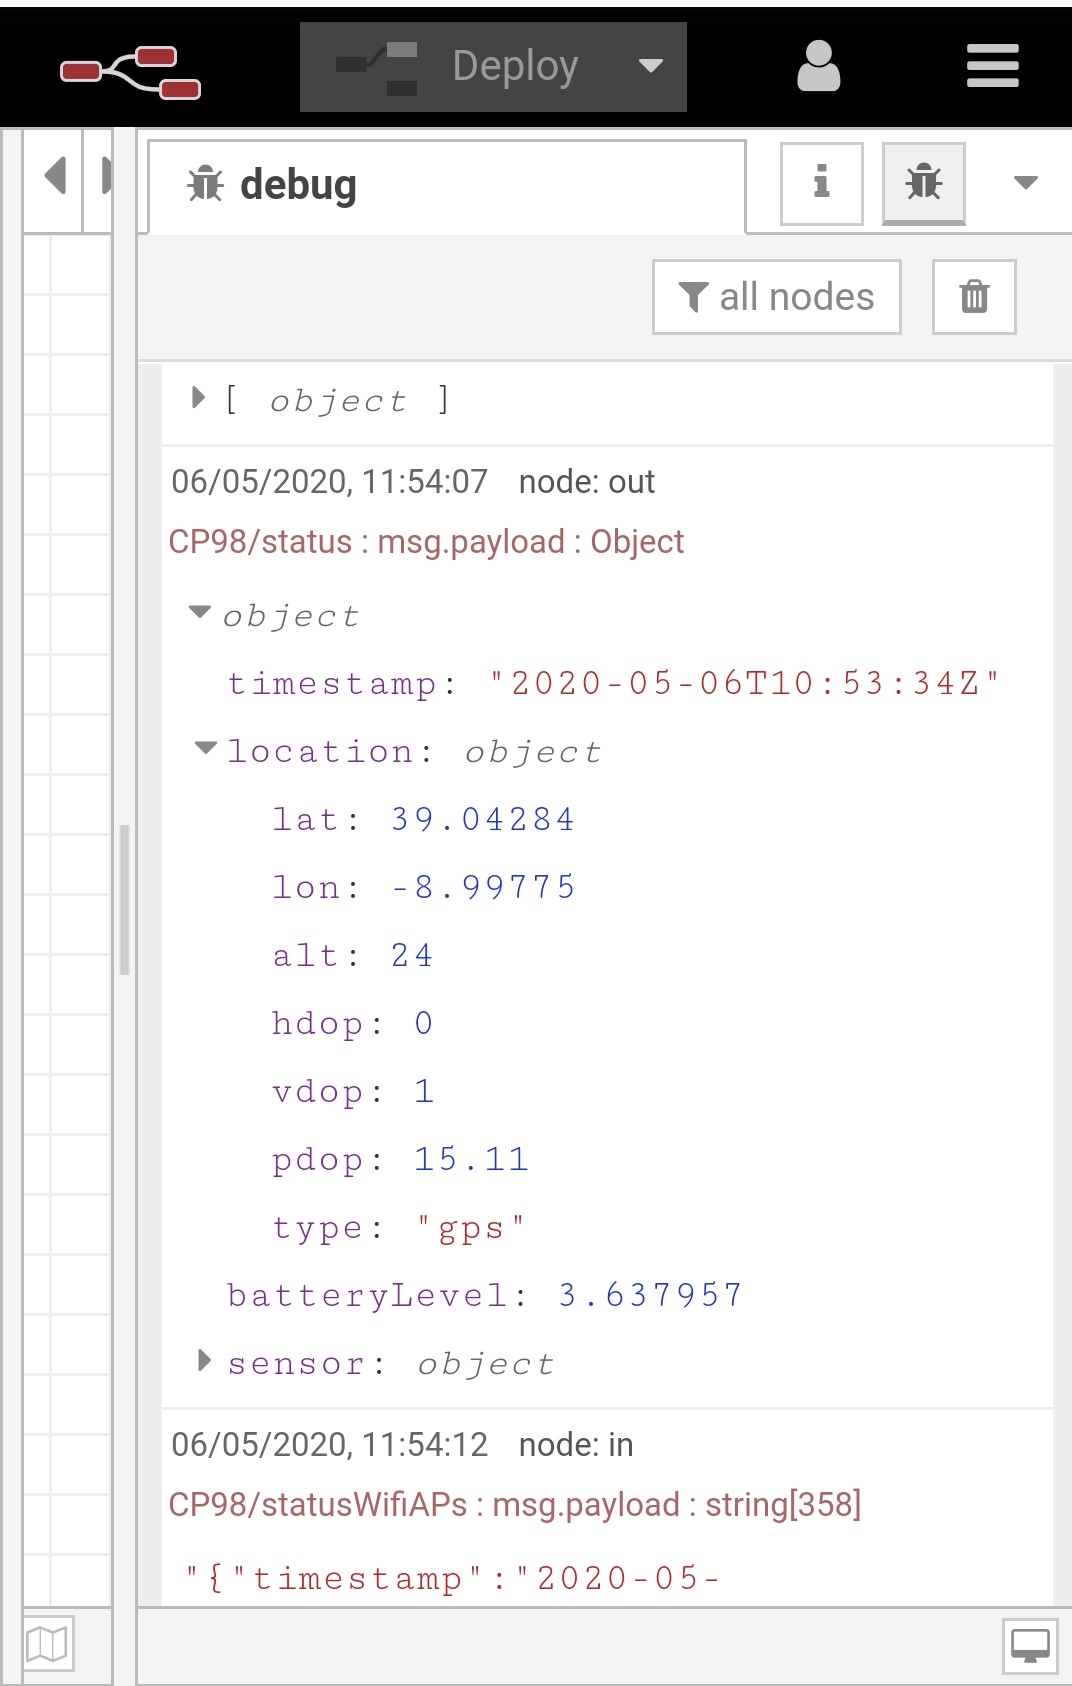 Deploy
debug
all nodes
[ object ]
06/05/2020, 11:54:07 node: out
CP98/status : msg.payload : Object
object
timestamp: "2020-05-06T10:53:34Z"
location: object
lat: 39.04284
lon: -8.99775
alt: 24
hdop: 0
vdop: 1
pdop: 15.11
type: "gps"
batteryLevel: 3.637957
sensor: object
06/05/2020, 11:54:12 node: in
CP98/statusWifiAPs : msg.payload : string[358]
"{"timestamp":"2020-05-